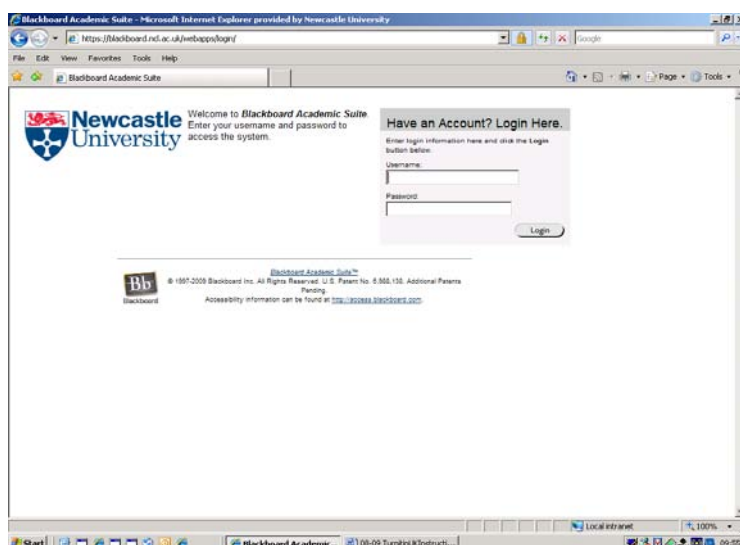 Blackboard Academic Suite - Microsoft Internet Explorer provided by Newcastle University
https://blackboard.ncl.ac.uk/webapps/login/
Google
File Edit View Favorites Tools Help
Blackboard Academic Suite
Page
Tools
Newcastle
University
Welcome to Blackboard Academic Suite.
Enter your username and password to
access the system.
Have an Account? Login Here.
Enter login information here and click the Login
button below.
Username:
Password:
Login
Bb
Blackboard
Blackboard Academic Suite™
© 1997-2009 Blackboard Inc. All Rights Reserved. U.S. Patent No. 6,988,138. Additional Patents
Pending.
Accessibility information can be found at http://access.blackboard.com.
Local intranet
100%
Start
Blackboard Academic...
08-09 TurnitinUKInstructi...
09:55